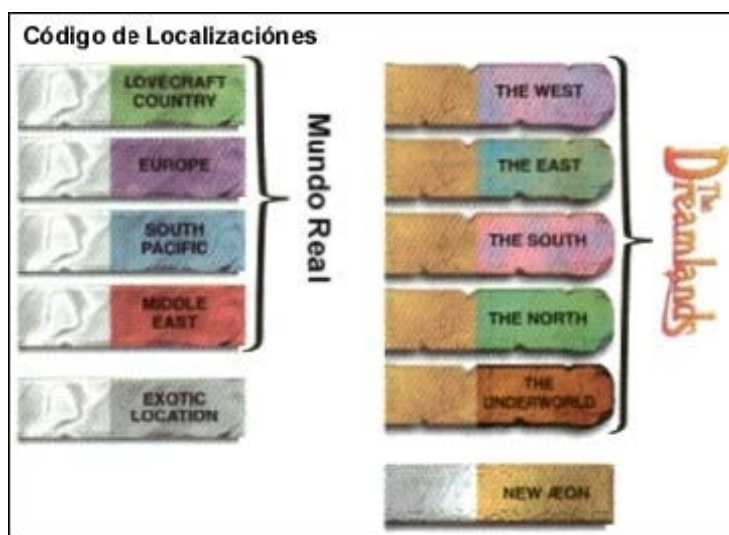 Código de Localizaciónes
LOVECRAFT
COUNTRY
EUROPE
SOUTH
PACIFIC
MIDDLE
EAST
Mundo Real
EXOTIC
LOCATION
THE WEST
THE EAST
THE SOUTH
THE NORTH
THE
UNDERWORLD
The
Dreamlands
NEW ÆON